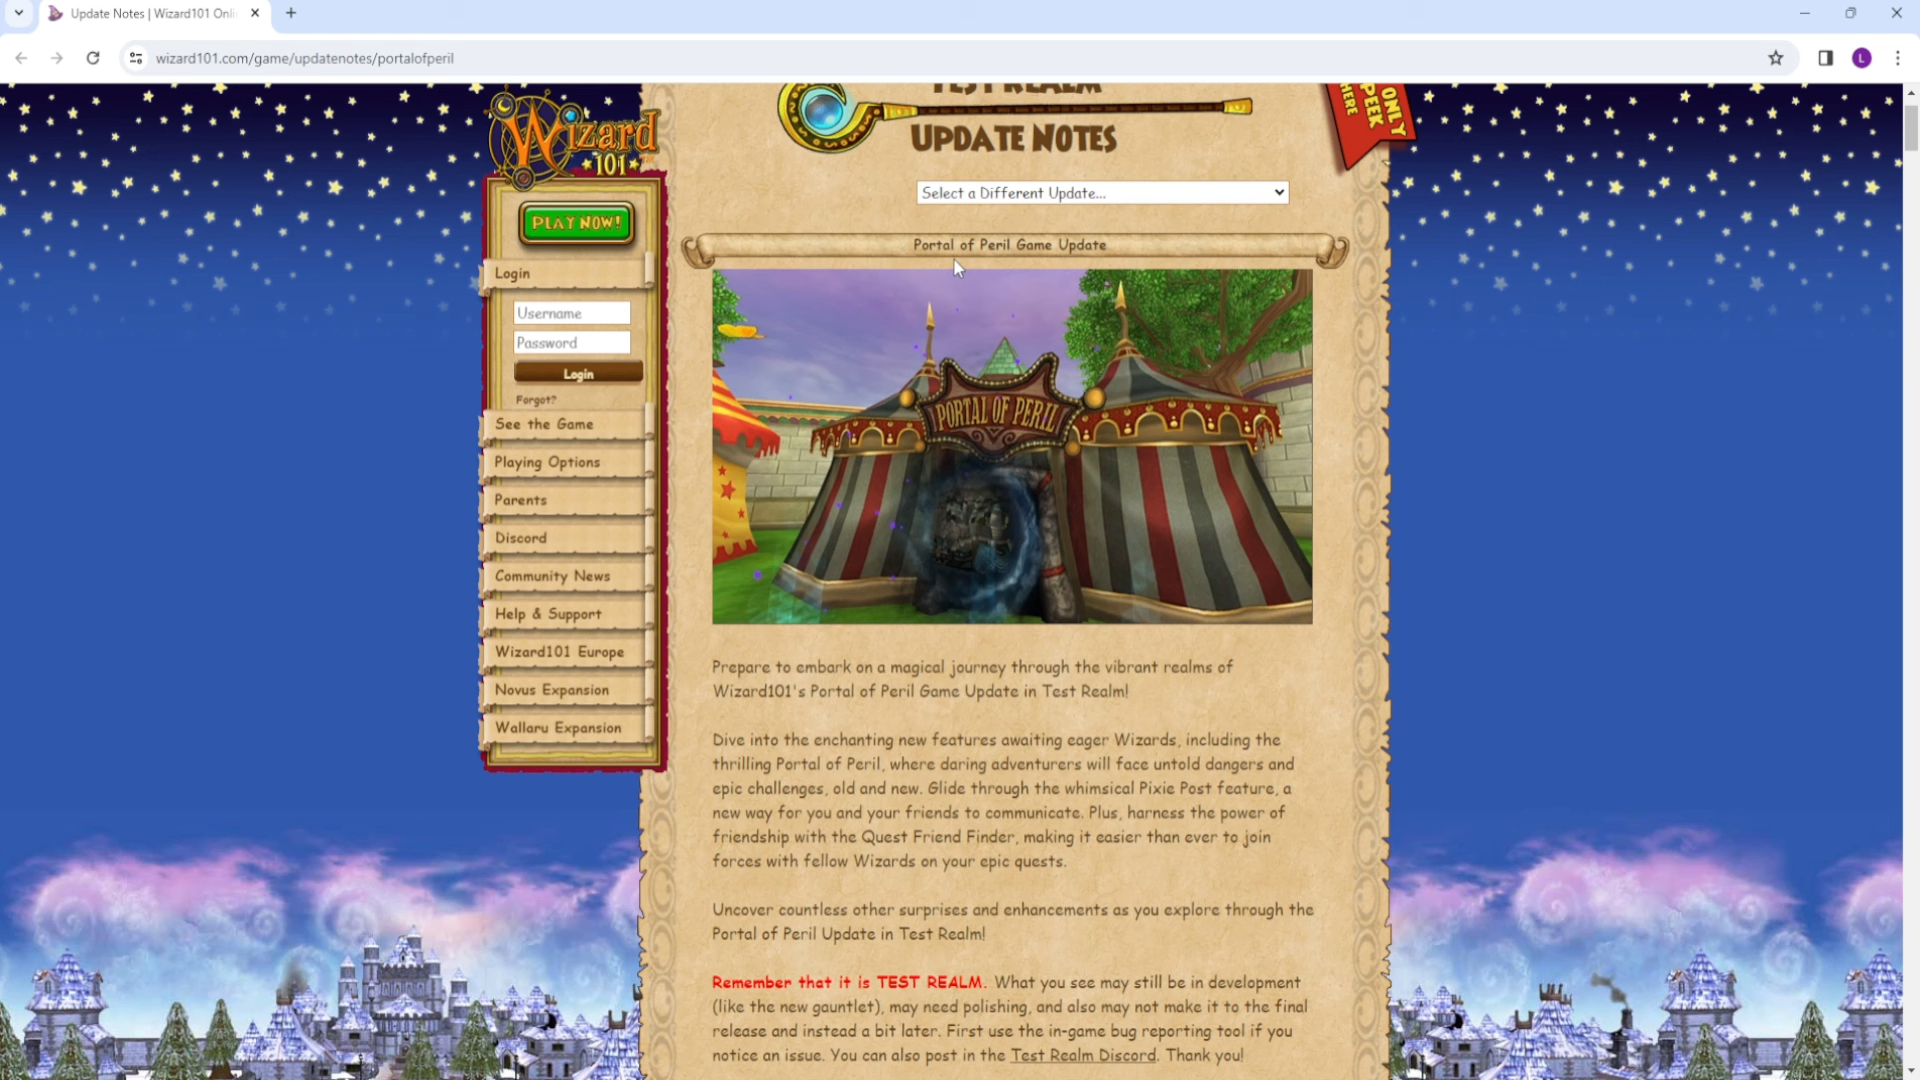 Update Notes | Wizard101 Onli
wizard101.com/game/updatenotes/portalofperil
L
TEST REALM
UPDATE NOTES
ONLY
PEEK
HERE
Wizard
101
Select a Different Update...
PLAY NOW!
Portal of Peril Game Update
Login
Username
Password
Login
Forgot?
See the Game
Playing Options
Parents
Discord
Community News
Help & Support
Wizard101 Europe
Novus Expansion
Wallaru Expansion
PORTAL OF PERIL
Prepare to embark on a magical journey through the vibrant realms of
Wizard101's Portal of Peril Game Update in Test Realm!
Dive into the enchanting new features awaiting eager Wizards, including the
thrilling Portal of Peril, where daring adventurers will face untold dangers and
epic challenges, old and new. Glide through the whimsical Pixie Post feature, a
new way for you and your friends to communicate. Plus, harness the power of
friendship with the Quest Friend Finder, making it easier than ever to join
forces with fellow Wizards on your epic quests.
Uncover countless other surprises and enhancements as you explore through the
Portal of Peril Update in Test Realm!
Remember that it is TEST REALM. What you see may still be in development
(like the new gauntlet), may need polishing, and also may not make it to the final
release and instead a bit later. First use the in-game bug reporting tool if you
notice an issue. You can also post in the Test Realm Discord. Thank you!